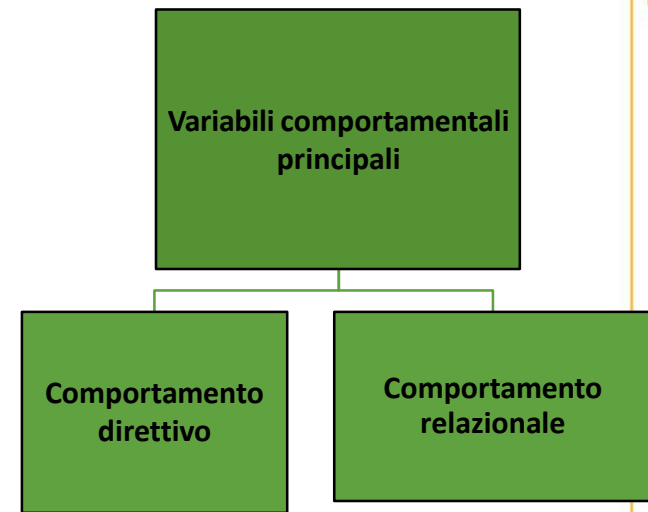 Variabili comportamentali
principali
Comportamento
direttivo
Comportamento
relazionale